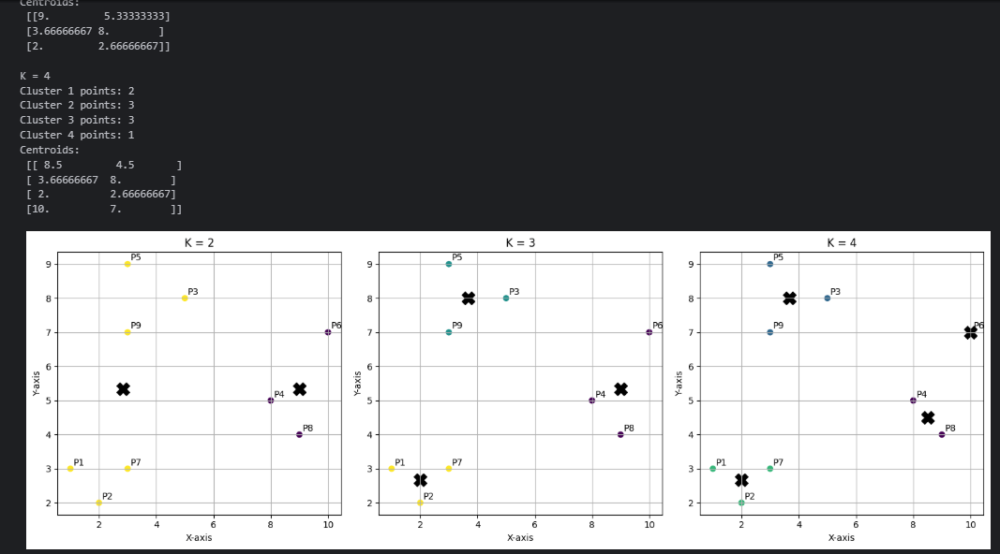 Centroids:
[[9.         5.33333333]
[3.66666667 8.        ]
[2.         2.66666667]]
K = 4
Cluster 1 points: 2
Cluster 2 points: 3
Cluster 3 points: 3
Cluster 4 points: 1
Centroids:
[[ 8.5         4.5       ]
[ 3.66666667  8.        ]
[ 2.          2.66666667]
[10.          7.        ]]
K = 2
9
8
7
6
5
4
3
2
Y-axis
P5
P3
P9
P6
P4
P8
P1
P7
P2
2 4 6 8 10
X-axis
K = 3
9
8
7
6
5
4
3
2
Y-axis
P5
P3
P9
P6
P4
P8
P1
P7
P2
2 4 6 8 10
X-axis
K = 4
9
8
7
6
5
4
3
2
Y-axis
P5
P3
P9
P6
P4
P8
P1
P7
P2
2 4 6 8 10
X-axis